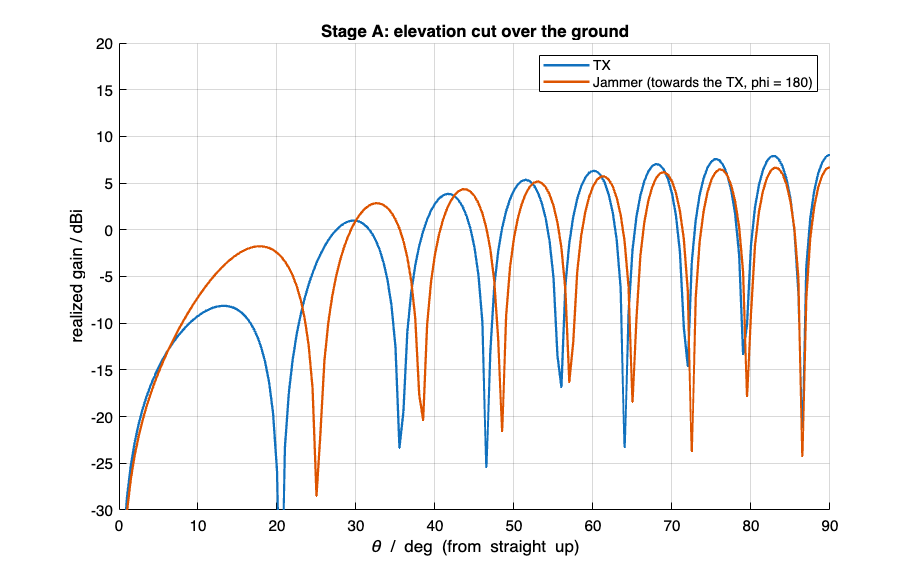 Stage A: elevation cut over the ground
TX
Jammer (towards the TX, phi = 180)
realized gain / dBi
20
15
10
5
0
-5
-10
-15
-20
-25
-30
0 10 20 30 40 50 60 70 80 90
θ / deg (from straight up)